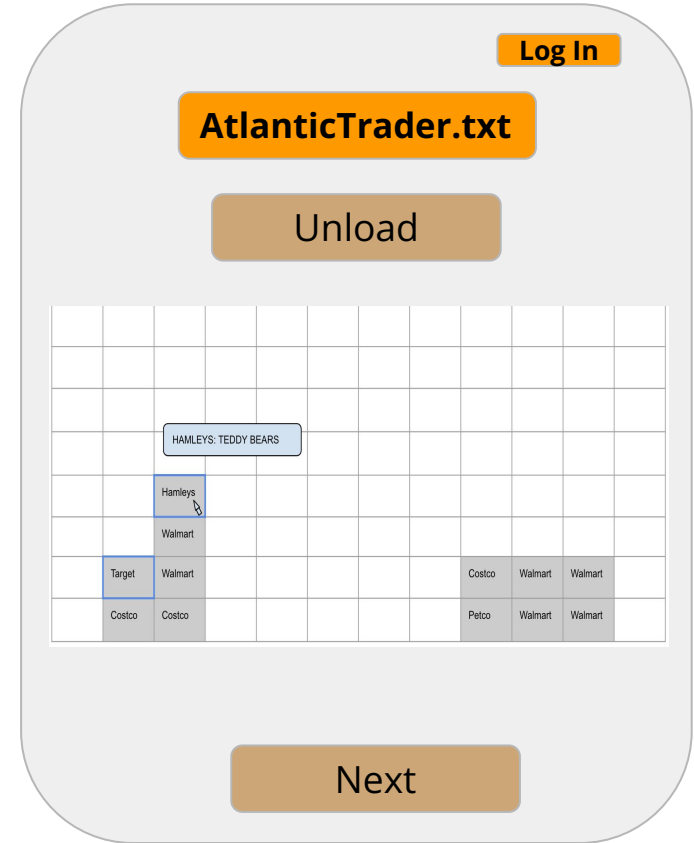 Log In
AtlanticTrader.txt
Unload
HAMLEYS: TEDDY BEARS
Hamleys
Walmart
Target Walmart Costco Walmart Walmart
Costco Costco Petco Walmart Walmart
Next